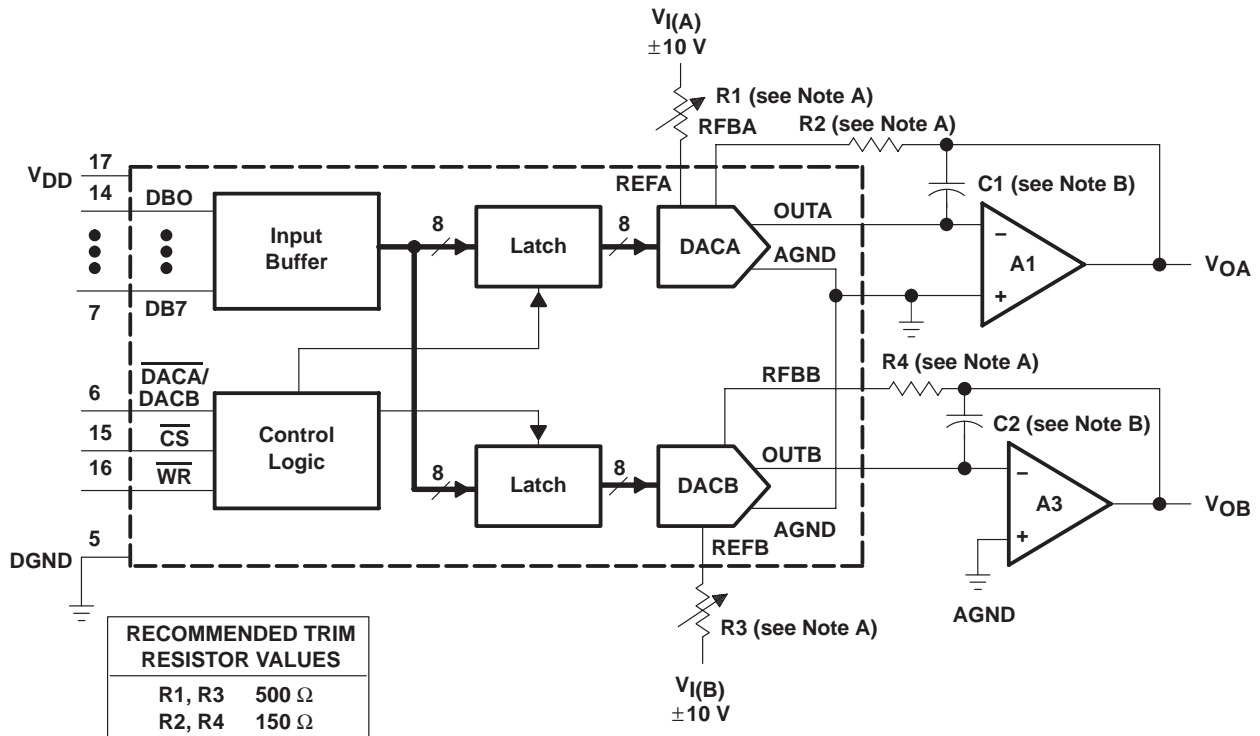 VI(A)
±10 V
R1 (see Note A)
RFBA
R2 (see Note A)
17
VDD
14
DBO
REFA
C1 (see Note B)
OUTA
Input
Buffer
8
Latch
8
DACA
AGND
−
A1
+
VOA
7
DB7
DACA/
DACB
6
RFBB
R4 (see Note A)
15
CS
Control
Logic
C2 (see Note B)
16
WR
8
Latch
8
DACB
OUTB
−
A3
+
VOB
AGND
5
DGND
REFB
AGND
R3 (see Note A)
VI(B)
±10 V
RECOMMENDED TRIM
RESISTOR VALUES
R1, R3 500 Ω
R2, R4 150 Ω